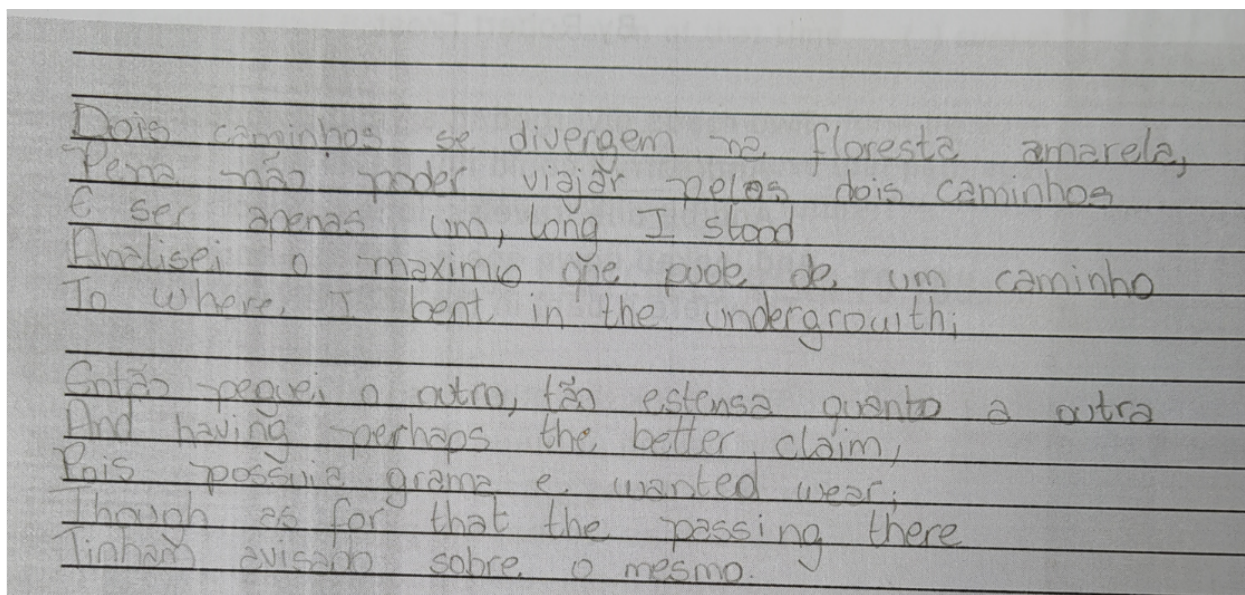 Dois caminhos se divergem na floresta amarela,
Pena não poder viajar pelos dois caminhos
E ser apenas um, long I stood
Analisei o maximo que pude de um caminho
To where I bent in the undergrowth;
Então peguei o outro, tão estensa quanto a outra
And having perhaps the better claim,
Pois possuia grama e wanted wear;
Though as for that the passing there
Tinham avisado sobre o mesmo.